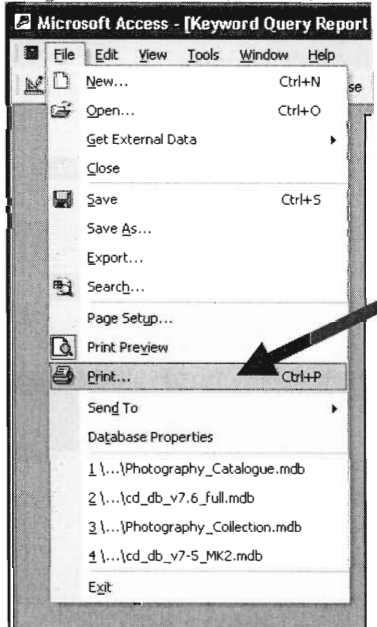 Microsoft Access - [Keyword Query Report
File Edit View Tools Window Help
New... Ctrl+N
se
Open... Ctrl+O
Get External Data
Close
Save Ctrl+S
Save As...
Export...
Search...
Page Setup...
Print Preview
Print... Ctrl+P
Send To
Database Properties
1 \...\Photography_Catalogue.mdb
2 \...\cd_db_v7.6_full.mdb
3 \...\Photography_Collection.mdb
4 \...\cd_db_v7-5_MK2.mdb
Exit